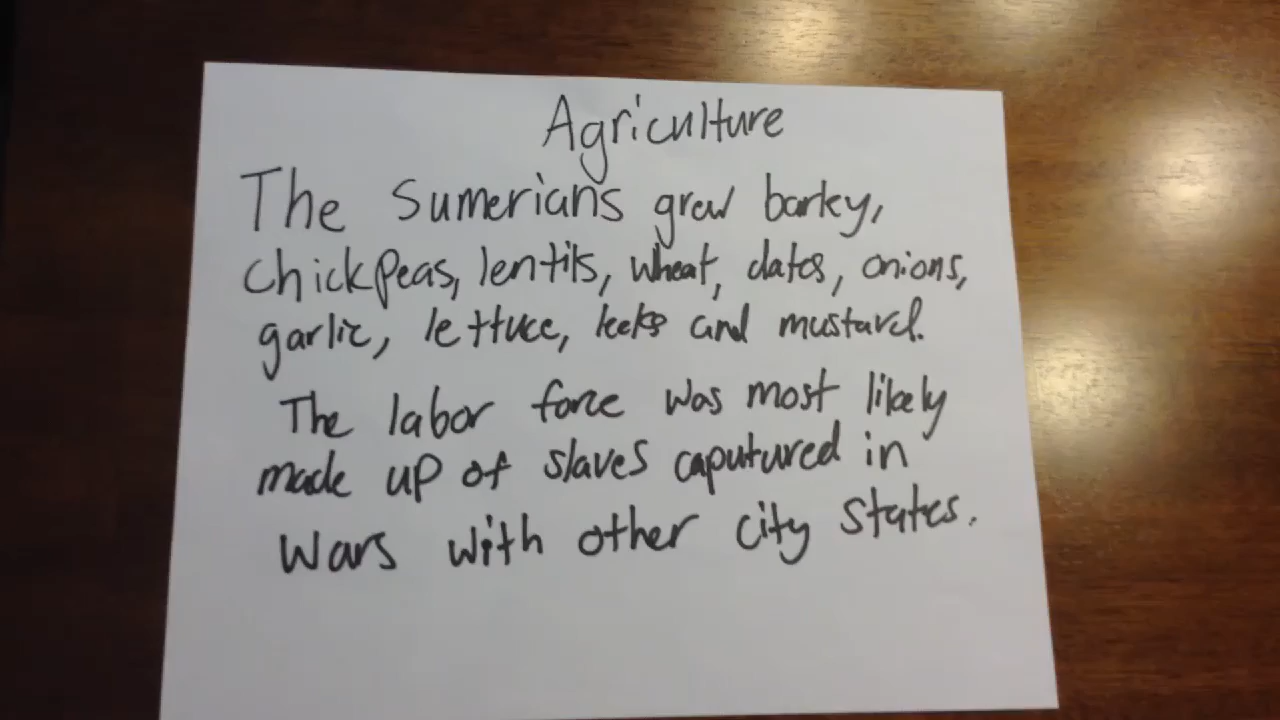 Agriculture
The Sumerians grew barley,
chickpeas, lentils, wheat, dates, onions,
garlic, lettuce, leeks and mustard.
The labor force was most likely
made up of slaves caputured in
wars with other city states.